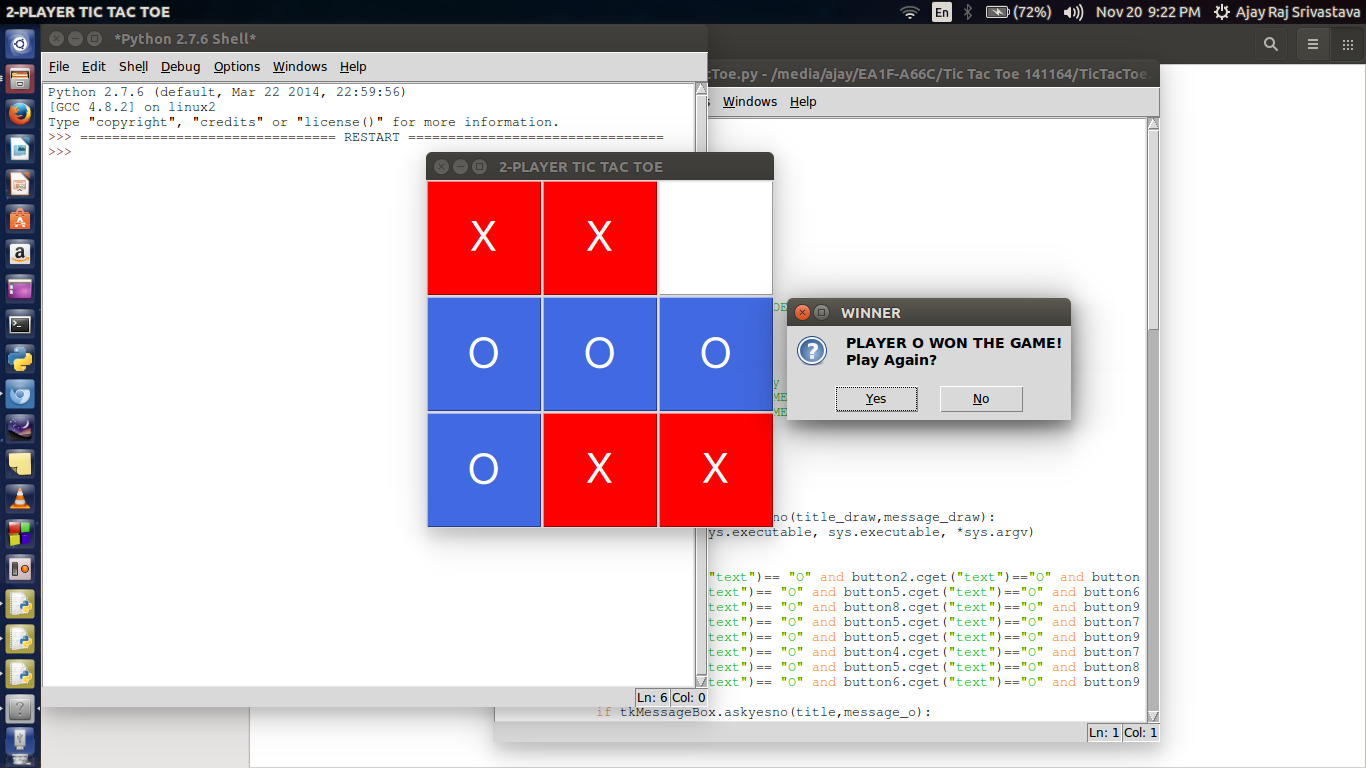 2-PLAYER TIC TAC TOE
En
(72%)
Nov 20 9:22 PM
Ajay Raj Srivastava
*Python 2.7.6 Shell*
File Edit Shell Debug Options Windows Help
Python 2.7.6 (default, Mar 22 2014, 22:59:56)
[GCC 4.8.2] on linux2
Type "copyright", "credits" or "license()" for more information.
>>> ================================ RESTART ================================
>>>
Ln: 6 Col: 0
cToe.py - /media/ajay/EA1F-A66C/Tic Tac Toe 141164/TicTacToe.
Windows Help
2-PLAYER TIC TAC TOE
X X
O O O
O X X
WINNER
PLAYER O WON THE GAME!
Play Again?
Yes No
no(title_draw,message_draw):
ys.executable, sys.executable, *sys.argv)
"text")== "O" and button2.cget("text")=="O" and button
text")== "O" and button5.cget("text")=="O" and button6
text")== "O" and button8.cget("text")=="O" and button9
text")== "O" and button5.cget("text")=="O" and button7
text")== "O" and button5.cget("text")=="O" and button9
text")== "O" and button4.cget("text")=="O" and button7
text")== "O" and button5.cget("text")=="O" and button8
text")== "O" and button6.cget("text")=="O" and button9
if tkMessageBox.askyesno(title,message_o):
Ln: 1 Col: 1